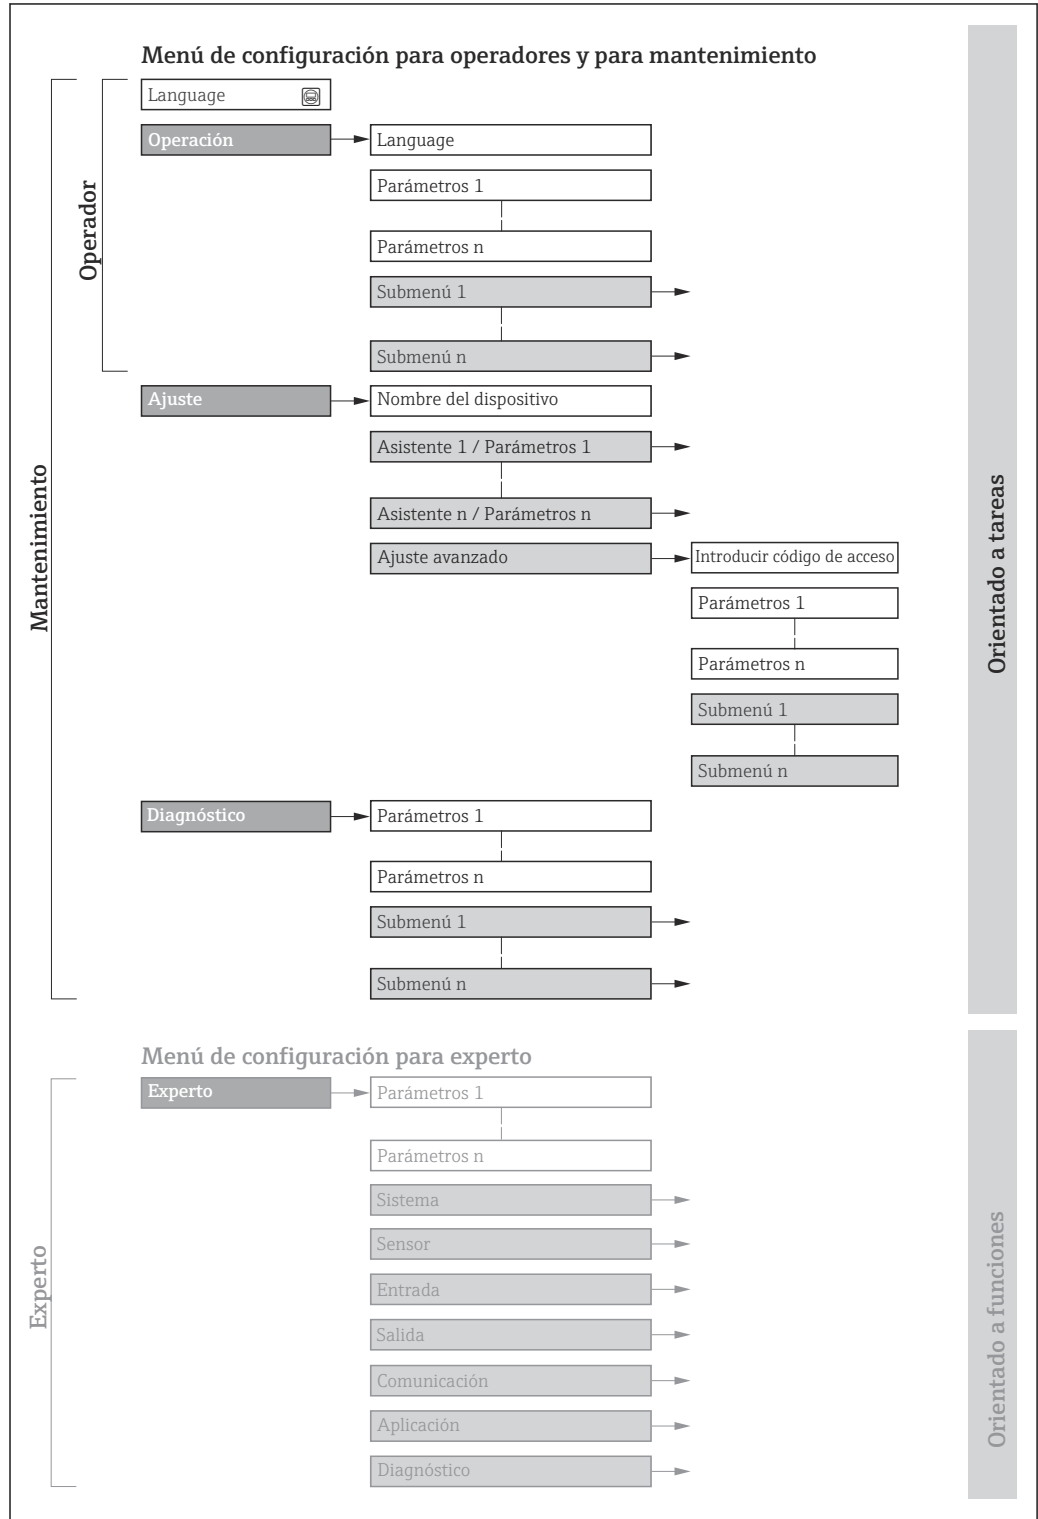 Menú de configuración para operadores y para mantenimiento
Mantenimiento
Operador
Language
Operación
Language
Parámetros 1
Parámetros n
Submenú 1
Submenú n
Ajuste
Nombre del dispositivo
Asistente 1 / Parámetros 1
Asistente n / Parámetros n
Ajuste avanzado
Introducir código de acceso
Parámetros 1
Parámetros n
Submenú 1
Submenú n
Diagnóstico
Parámetros 1
Parámetros n
Submenú 1
Submenú n
Orientado a tareas
Menú de configuración para experto
Experto
Experto
Parámetros 1
Parámetros n
Sistema
Sensor
Entrada
Salida
Comunicación
Aplicación
Diagnóstico
Orientado a funciones